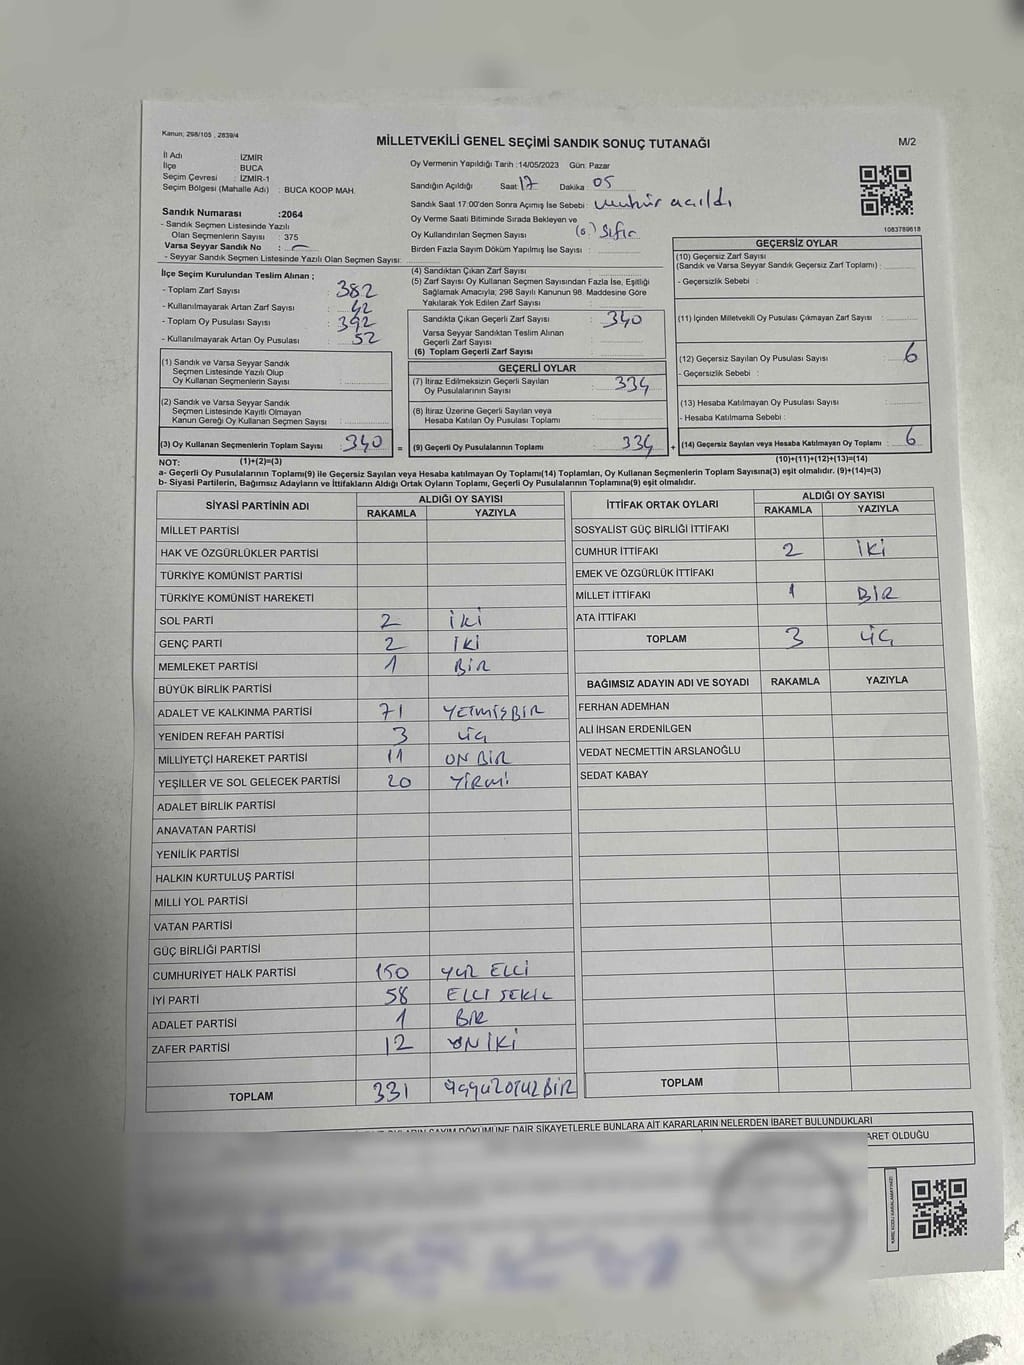 Kanun; 298/105 , 2839/4
MİLLETVEKİLİ GENEL SEÇİMİ SANDIK SONUÇ TUTANAĞI
M/2
İl Adı : İZMİR
İlçe : BUCA
Seçim Çevresi : İZMİR-1
Seçim Bölgesi (Mahalle Adı) : BUCA KOOP MAH.
Oy Vermenin Yapıldığı Tarih :14/05/2023 Gün: Pazar
Sandığın Açıldığı Saat : 17 Dakika : 05
Sandık Saat 17:00'den Sonra Açımış İse Sebebi : mühür açıldı
Oy Verme Saati Bitiminde Sırada Bekleyen ve
Oy Kullandırılan Seçmen Sayısı : (0) Sıfır
Birden Fazla Sayım Döküm Yapılmış İse Sayısı :
Sandık Numarası :2064
- Sandık Seçmen Listesinde Yazılı
Olan Seçmenlerin Sayısı : 375
Varsa Seyyar Sandık No :
- Seyyar Sandık Seçmen Listesinde Yazılı Olan Seçmen Sayısı:
1083789618
İlçe Seçim Kurulundan Teslim Alınan ;
- Toplam Zarf Sayısı : 382
- Kullanılmayarak Artan Zarf Sayısı : 42
- Toplam Oy Pusulası Sayısı : 392
- Kullanılmayarak Artan Oy Pusulası : 52
(1) Sandık ve Varsa Seyyar Sandık
Seçmen Listesinde Yazılı Olup
Oy Kullanan Seçmenlerin Sayısı :
(2) Sandık ve Varsa Seyyar Sandık
Seçmen Listesinde Kayıtlı Olmayan
Kanun Gereği Oy Kullanan Seçmen Sayısı :
(3) Oy Kullanan Seçmenlerin Toplam Sayısı : 340 =
(4) Sandıktan Çıkan Zarf Sayısı :
(5) Zarf Sayısı Oy Kullanan Seçmen Sayısından Fazla İse, Eşitliği
Sağlamak Amacıyla, 298 Sayılı Kanunun 98. Maddesine Göre
Yakılarak Yok Edilen Zarf Sayısı :
Sandıkta Çıkan Geçerli Zarf Sayısı : 340
Varsa Seyyar Sandıktan Teslim Alınan
Geçerli Zarf Sayısı :
(6) Toplam Geçerli Zarf Sayısı :
GEÇERLİ OYLAR
(7) İtiraz Edilmeksizin Geçerli Sayılan
Oy Pusulalarının Sayısı : 334
(8) İtiraz Üzerine Geçerli Sayılan veya
Hesaba Katılan Oy Pusulası Toplamı :
(9) Geçerli Oy Pusulalarının Toplamı : 334 +
GEÇERSİZ OYLAR
(10) Geçersiz Zarf Sayısı
(Sandık ve Varsa Seyyar Sandık Geçersiz Zarf Toplamı) :
- Geçersizlik Sebebi :
(11) İçinden Milletvekili Oy Pusulası Çıkmayan Zarf Sayısı :
(12) Geçersiz Sayılan Oy Pusulası Sayısı : 6
- Geçersizlik Sebebi :
(13) Hesaba Katılmayan Oy Pusulası Sayısı :
- Hesaba Katılmama Sebebi :
(14) Geçersiz Sayılan veya Hesaba Katılmayan Oy Toplamı : 6
NOT: (1)+(2)=(3) (10)+(11)+(12)+(13)=(14)
a- Geçerli Oy Pusulalarının Toplamı(9) ile Geçersiz Sayılan veya Hesaba katılmayan Oy Toplamı(14) Toplamları, Oy Kullanan Seçmenlerin Toplam Sayısına(3) eşit olmalıdır. (9)+(14)=(3)
b- Siyasi Partilerin, Bağımsız Adayların ve İttifakların Aldığı Ortak Oyların Toplamı, Geçerli Oy Pusulalarının Toplamına(9) eşit olmalıdır.
SİYASİ PARTİNİN ADI ALDIĞI OY SAYISI
RAKAMLA YAZIYLA
MİLLET PARTİSİ
HAK VE ÖZGÜRLÜKLER PARTİSİ
TÜRKİYE KOMÜNİST PARTİSİ
TÜRKİYE KOMÜNİST HAREKETİ
SOL PARTİ 2 İKİ
GENÇ PARTİ 2 İKİ
MEMLEKET PARTİSİ 1 BİR
BÜYÜK BİRLİK PARTİSİ
ADALET VE KALKINMA PARTİSİ 71 YETMİŞBİR
YENİDEN REFAH PARTİSİ 3 ÜÇ
MİLLİYETÇİ HAREKET PARTİSİ 11 ON BİR
YEŞİLLER VE SOL GELECEK PARTİSİ 20 YİRMİ
ADALET BİRLİK PARTİSİ
ANAVATAN PARTİSİ
YENİLİK PARTİSİ
HALKIN KURTULUŞ PARTİSİ
MİLLİ YOL PARTİSİ
VATAN PARTİSİ
GÜÇ BİRLİĞİ PARTİSİ
CUMHURİYET HALK PARTİSİ 150 YÜZ ELLİ
İYİ PARTİ 58 ELLİ SEKİZ
ADALET PARTİSİ 1 BİR
ZAFER PARTİSİ 12 ONİKİ
TOPLAM 331 ÜÇYÜZOTUZBİR
İTTİFAK ORTAK OYLARI ALDIĞI OY SAYISI
RAKAMLA YAZIYLA
SOSYALİST GÜÇ BİRLİĞİ İTTİFAKI
CUMHUR İTTİFAKI 2 İKİ
EMEK VE ÖZGÜRLÜK İTTİFAKI
MİLLET İTTİFAKI 1 BİR
ATA İTTİFAKI
TOPLAM 3 ÜÇ
BAĞIMSIZ ADAYIN ADI VE SOYADI RAKAMLA YAZIYLA
FERHAN ADEMHAN
ALİ İHSAN ERDENİLGEN
VEDAT NECMETTİN ARSLANOĞLU
SEDAT KABAY
TOPLAM
SAYIM DÖKÜMÜNE DAİR ŞİKAYETLERLE BUNLARA AİT KARARLARIN NELERDEN İBARET BULUNDUKLARI
ARET OLDUĞU